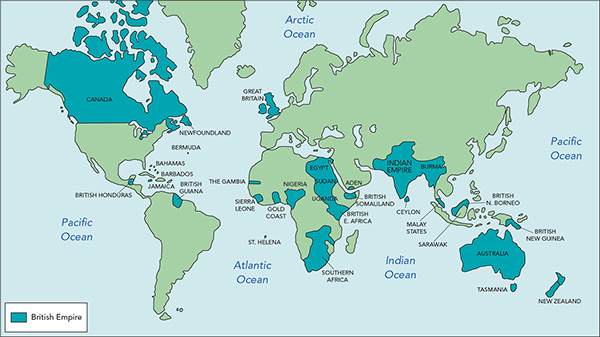 Arctic
Ocean
CANADA
GREAT
BRITAIN
NEWFOUNDLAND
BERMUDA
BAHAMAS
BARBADOS
JAMAICA
BRITISH HONDURAS
BRITISH
GUIANA
THE GAMBIA
SIERRA
LEONE
GOLD
COAST
NIGERIA
EGYPT
SUDAN
UGANDA
ADEN
BRITISH
SOMALILAND
BRITISH
E. AFRICA
ST. HELENA
SOUTHERN
AFRICA
INDIAN
EMPIRE
BURMA
CEYLON
MALAY
STATES
SARAWAK
BRITISH
N. BORNEO
BRITISH
NEW GUINEA
AUSTRALIA
TASMANIA
NEW ZEALAND
Pacific
Ocean
Pacific
Ocean
Atlantic
Ocean
Indian
Ocean
British Empire